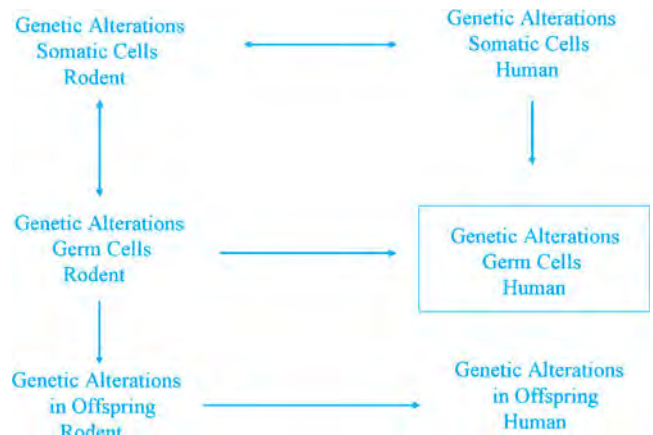 Genetic Alterations
Somatic Cells
Rodent
Genetic Alterations
Somatic Cells
Human
Genetic Alterations
Germ Cells
Rodent
Genetic Alterations
Germ Cells
Human
Genetic Alterations
in Offspring
Rodent
Genetic Alterations
in Offspring
Human